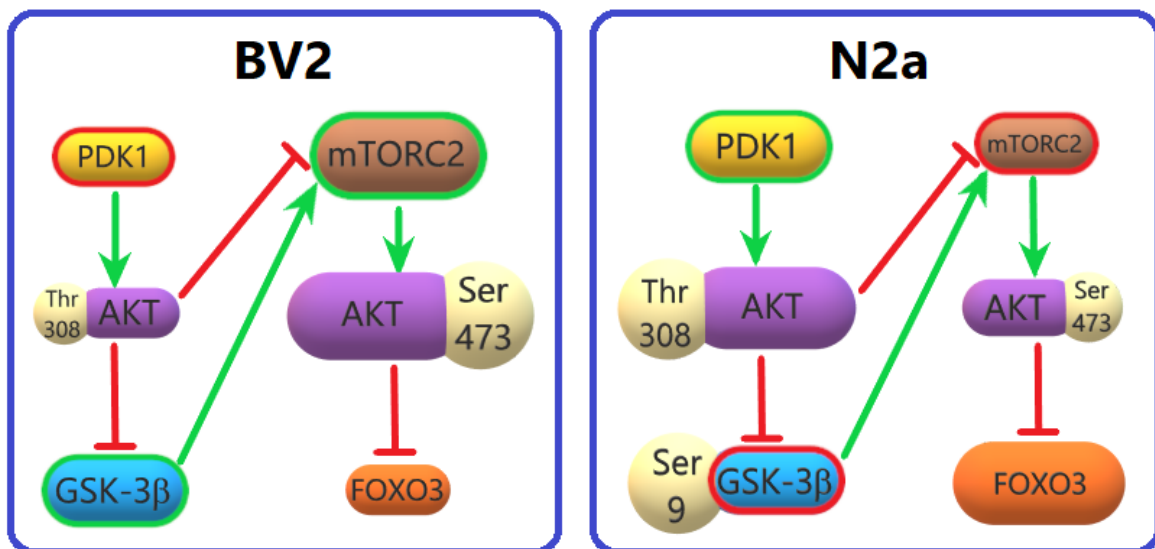 BV2
PDK1
mTORC2
Thr
308
AKT
AKT
Ser
473
GSK-3β
FOXO3
N2a
PDK1
mTORC2
Thr
308
AKT
AKT
Ser
473
Ser
9
GSK-3β
FOXO3